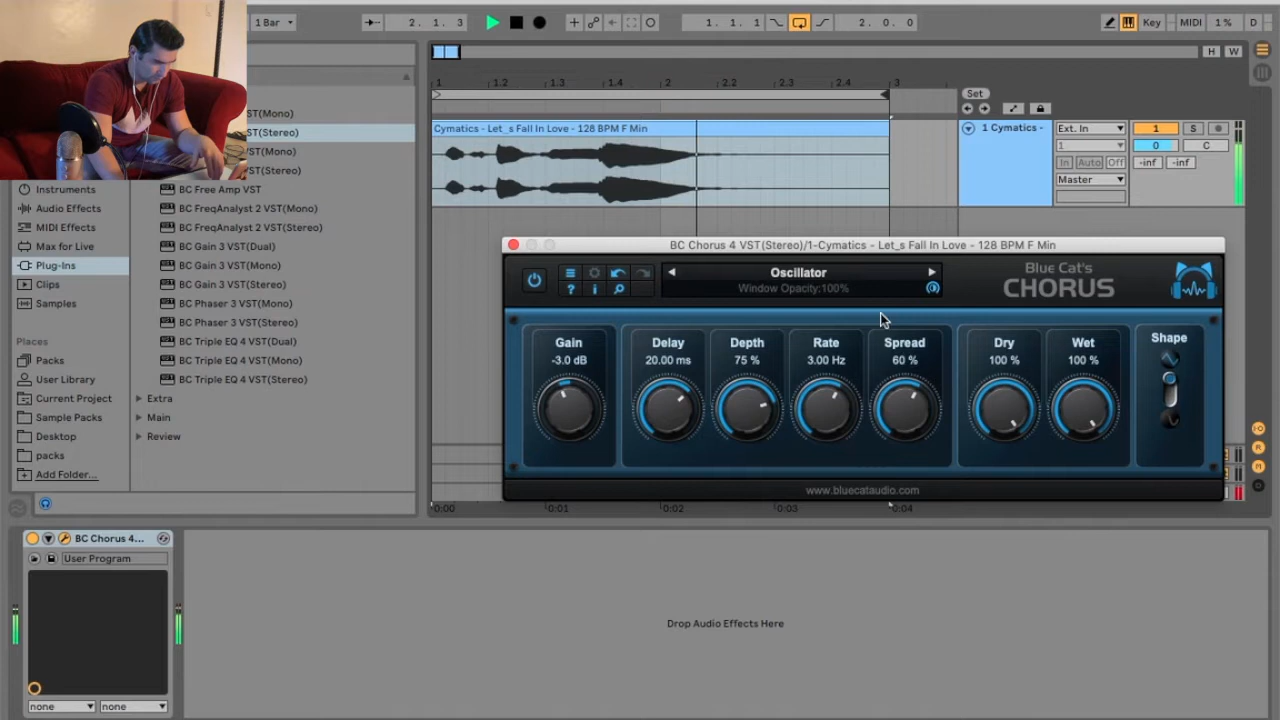 1 Bar
2. 1. 3
1. 1. 1
2. 0. 0
Key
MIDI
1 %
D
H
W
1
1.2
1.3
1.4
2
2.2
2.3
2.4
3
Set
ST(Mono)
ST(Stereo)
ST(Mono)
ST(Stereo)
BC Free Amp VST
BC FreqAnalyst 2 VST(Mono)
BC FreqAnalyst 2 VST(Stereo)
BC Gain 3 VST(Dual)
BC Gain 3 VST(Mono)
BC Gain 3 VST(Stereo)
BC Phaser 3 VST(Mono)
BC Phaser 3 VST(Stereo)
BC Triple EQ 4 VST(Dual)
BC Triple EQ 4 VST(Mono)
BC Triple EQ 4 VST(Stereo)
Extra
Main
Review
Instruments
Audio Effects
MIDI Effects
Max for Live
Plug-Ins
Clips
Samples
Places
Packs
User Library
Current Project
Sample Packs
Desktop
packs
Add Folder...
Cymatics - Let_s Fall In Love - 128 BPM F Min
1 Cymatics -
Ext. In
1
In
Auto
Off
Master
1
S
0
C
-inf
-inf
BC Chorus 4 VST(Stereo)/1-Cymatics - Let_s Fall In Love - 128 BPM F Min
Oscillator
Window Opacity:100%
Blue Cat's
CHORUS
Gain
-3.0 dB
Delay
20.00 ms
Depth
75 %
Rate
3.00 Hz
Spread
60 %
Dry
100 %
Wet
100 %
Shape
www.bluecataudio.com
0:00
0:01
0:02
0:03
0:04
BC Chorus 4...
User Program
none
none
Drop Audio Effects Here